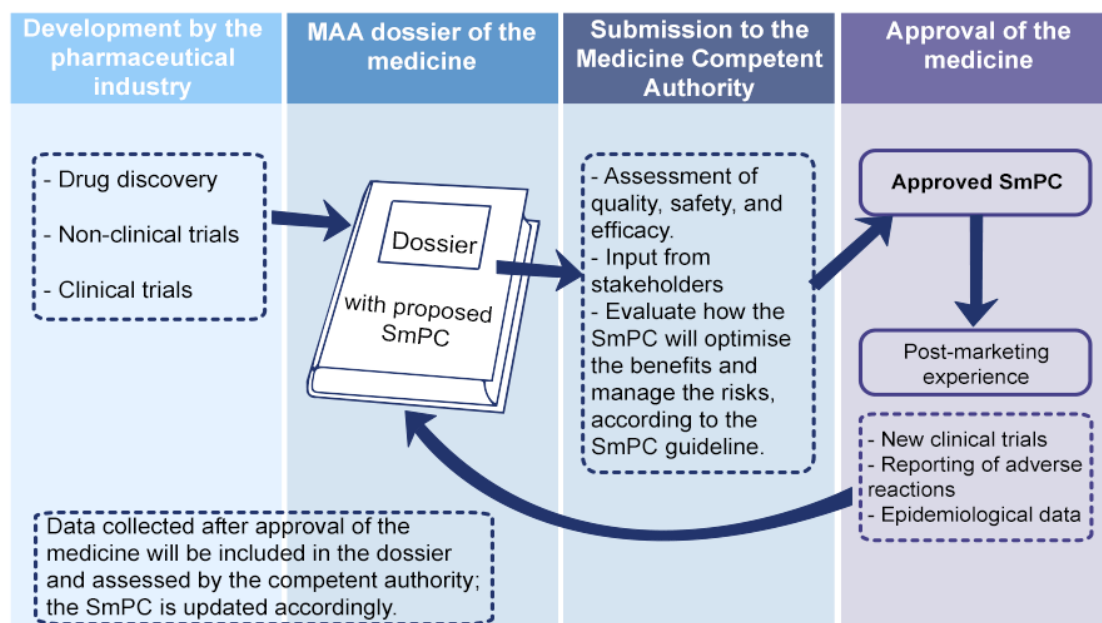 Development by the
pharmaceutical
industry
MAA dossier of the
medicine
Submission to the
Medicine Competent
Authority
Approval of the
medicine
- Drug discovery
- Non-clinical trials
- Clinical trials
Dossier
with proposed
SmPC
- Assessment of
quality, safety, and
efficacy.
- Input from
stakeholders
- Evaluate how the
SmPC will optimise
the benefits and
manage the risks,
according to the
SmPC guideline.
Approved SmPC
Post-marketing
experience
- New clinical trials
- Reporting of adverse
reactions
- Epidemiological data
Data collected after approval of the
medicine will be included in the dossier
and assessed by the competent authority;
the SmPC is updated accordingly.